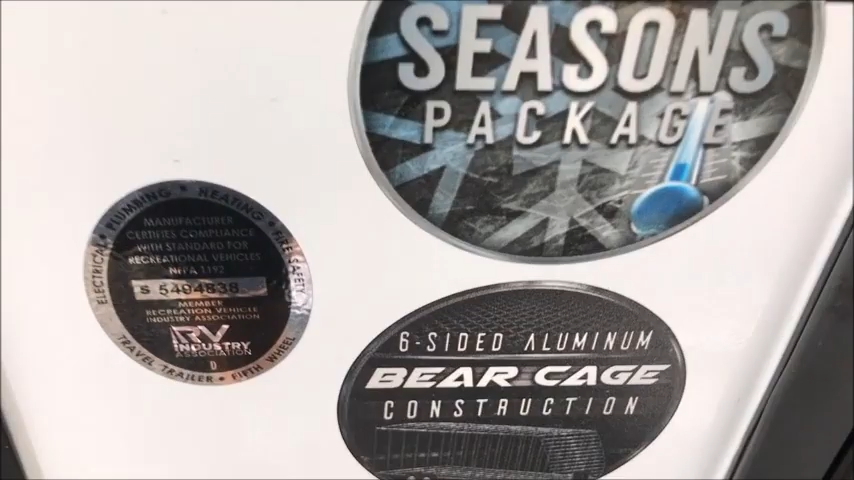 SEASONS
PACKAGE
ELECTRICAL • PLUMBING • HEATING • FIRE SAFETY
MANUFACTURER
CERTIFIES COMPLIANCE
WITH STANDARD FOR
RECREATIONAL VEHICLES
NFPA 1192
S 5494838
MEMBER
RECREATION VEHICLE
INDUSTRY ASSOCIATION
RV
INDUSTRY
ASSOCIATION
D
TRAVEL TRAILER • FIFTH WHEEL
6-SIDED ALUMINUM
BEAR CAGE
CONSTRUCTION